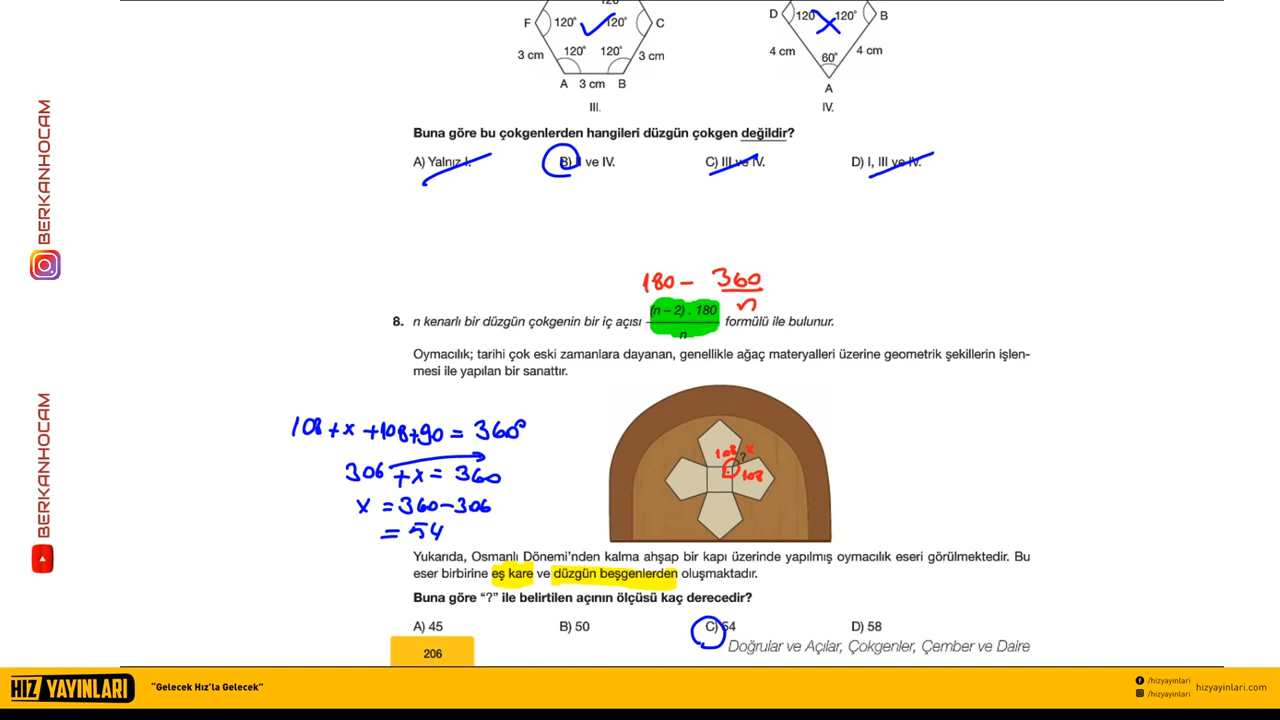 120°
F 120° 120° C
D 120 120° B
3 cm 120° 120° 3 cm
4 cm 60° 4 cm
A 3 cm B
A
III.
IV.
Buna göre bu çokgenlerden hangileri düzgün çokgen değildir?
A) Yalnız I.
B) II ve IV.
C) III ve IV.
D) I, III ve IV.
180 - 360
n
8. n kenarlı bir düzgün çokgenin bir iç açısı (n – 2) . 180 formülü ile bulunur.
n
Oymacılık; tarihi çok eski zamanlara dayanan, genellikle ağaç materyalleri üzerine geometrik şekillerin işlen-
mesi ile yapılan bir sanattır.
108 + x + 108 + 90 = 360°
306 + x = 360
x = 360 - 306
= 54
108 x
?
108
Yukarıda, Osmanlı Dönemi’nden kalma ahşap bir kapı üzerinde yapılmış oymacılık eseri görülmektedir. Bu
eser birbirine eş kare ve düzgün beşgenlerden oluşmaktadır.
Buna göre “?” ile belirtilen açının ölçüsü kaç derecedir?
A) 45
B) 50
C) 54
D) 58
206
Doğrular ve Açılar, Çokgenler, Çember ve Daire
BERKANHOCAM
BERKANHOCAM
HIZ YAYINLARI
“Gelecek Hız’la Gelecek”
/hizyayinlari
/hizyayinlari
hizyayinlari.com